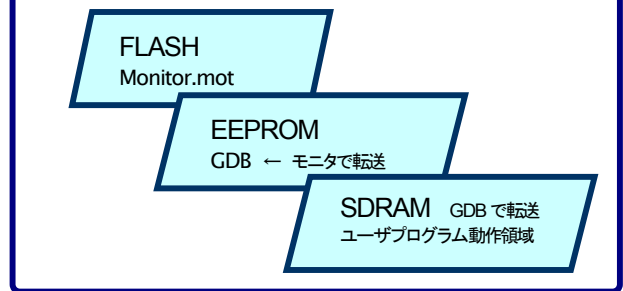 FLASH
Monitor.mot
EEPROM
GDB ← モニタで転送
SDRAM GDB で転送
ユーザプログラム動作領域